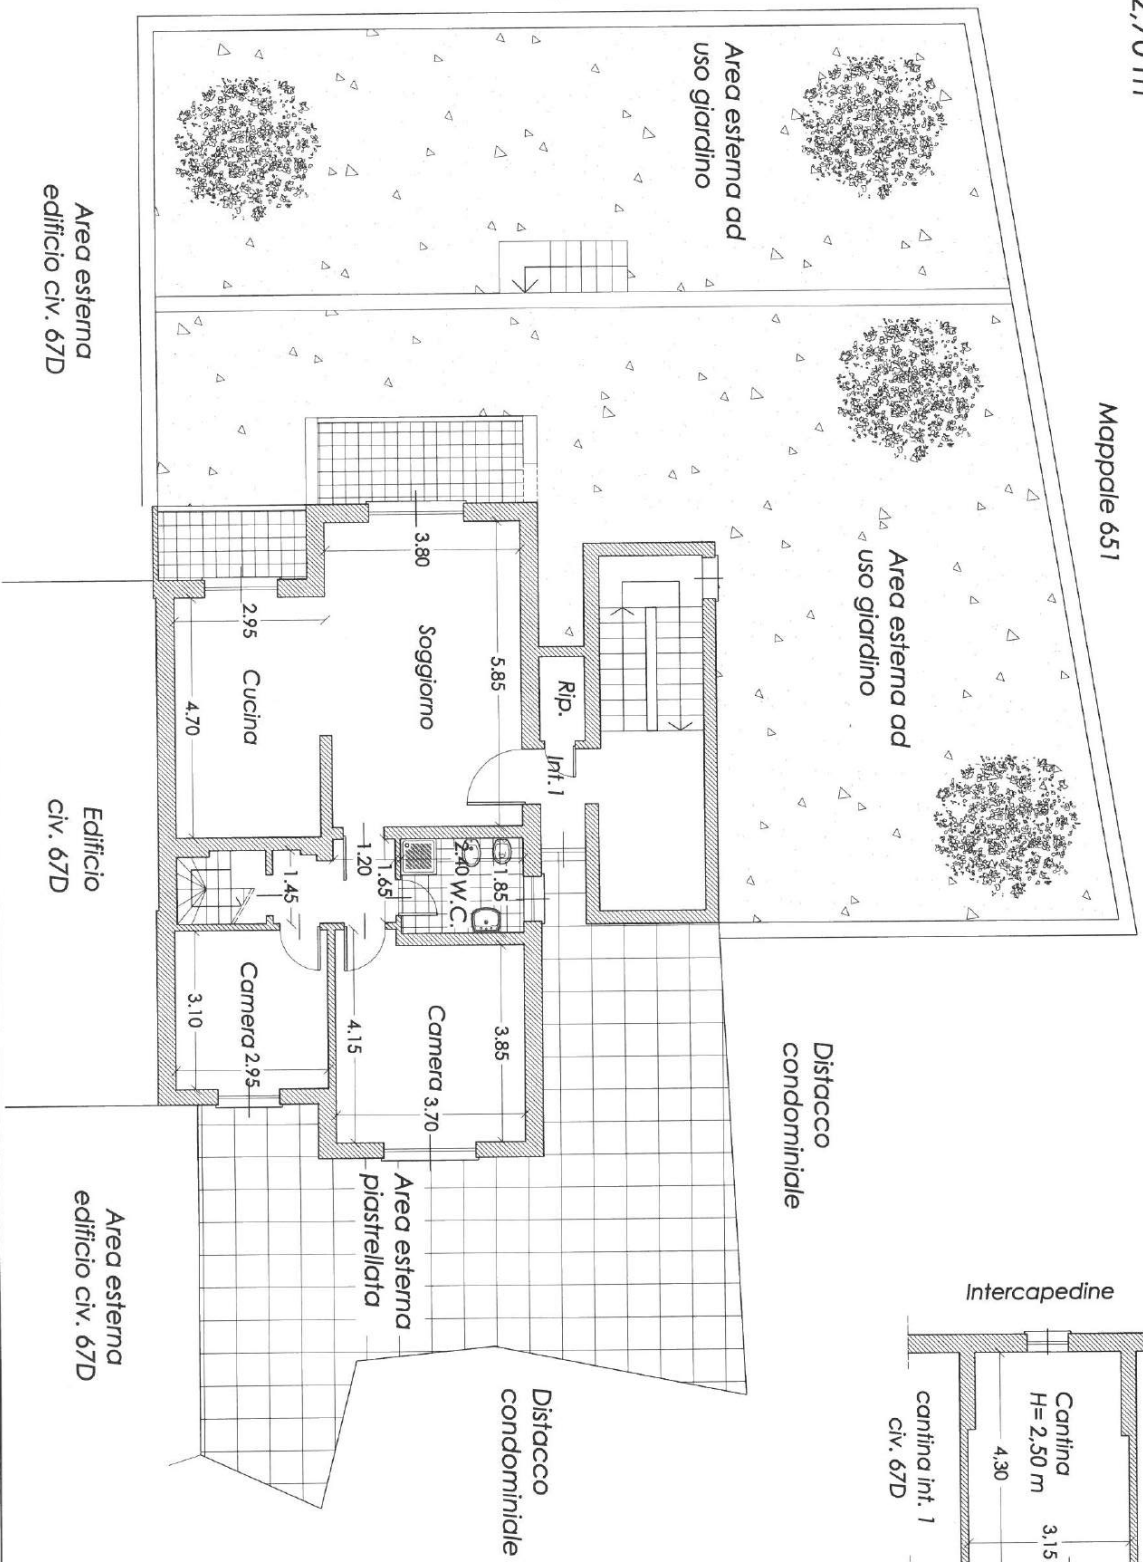 2,70 m
Mappale 651
Area esterna ad
uso giardino
Area esterna ad
uso giardino
Area esterna
edificio civ. 67D
3.80
5.85
Soggiorno
2.95
Cucina
4.70
Rip.
Int.1
1.20
1.65
2.40
W.C.
1.85
1.45
Camera
2.95
3.10
Camera
3.70
3.85
4.15
Edificio
civ. 67D
Distacco
condominiale
Area esterna
piastrellata
Area esterna
edificio civ. 67D
Distacco
condominiale
Intercapedine
Cantina
H= 2,50 m
4,30
3,15
cantina int. 1
civ. 67D